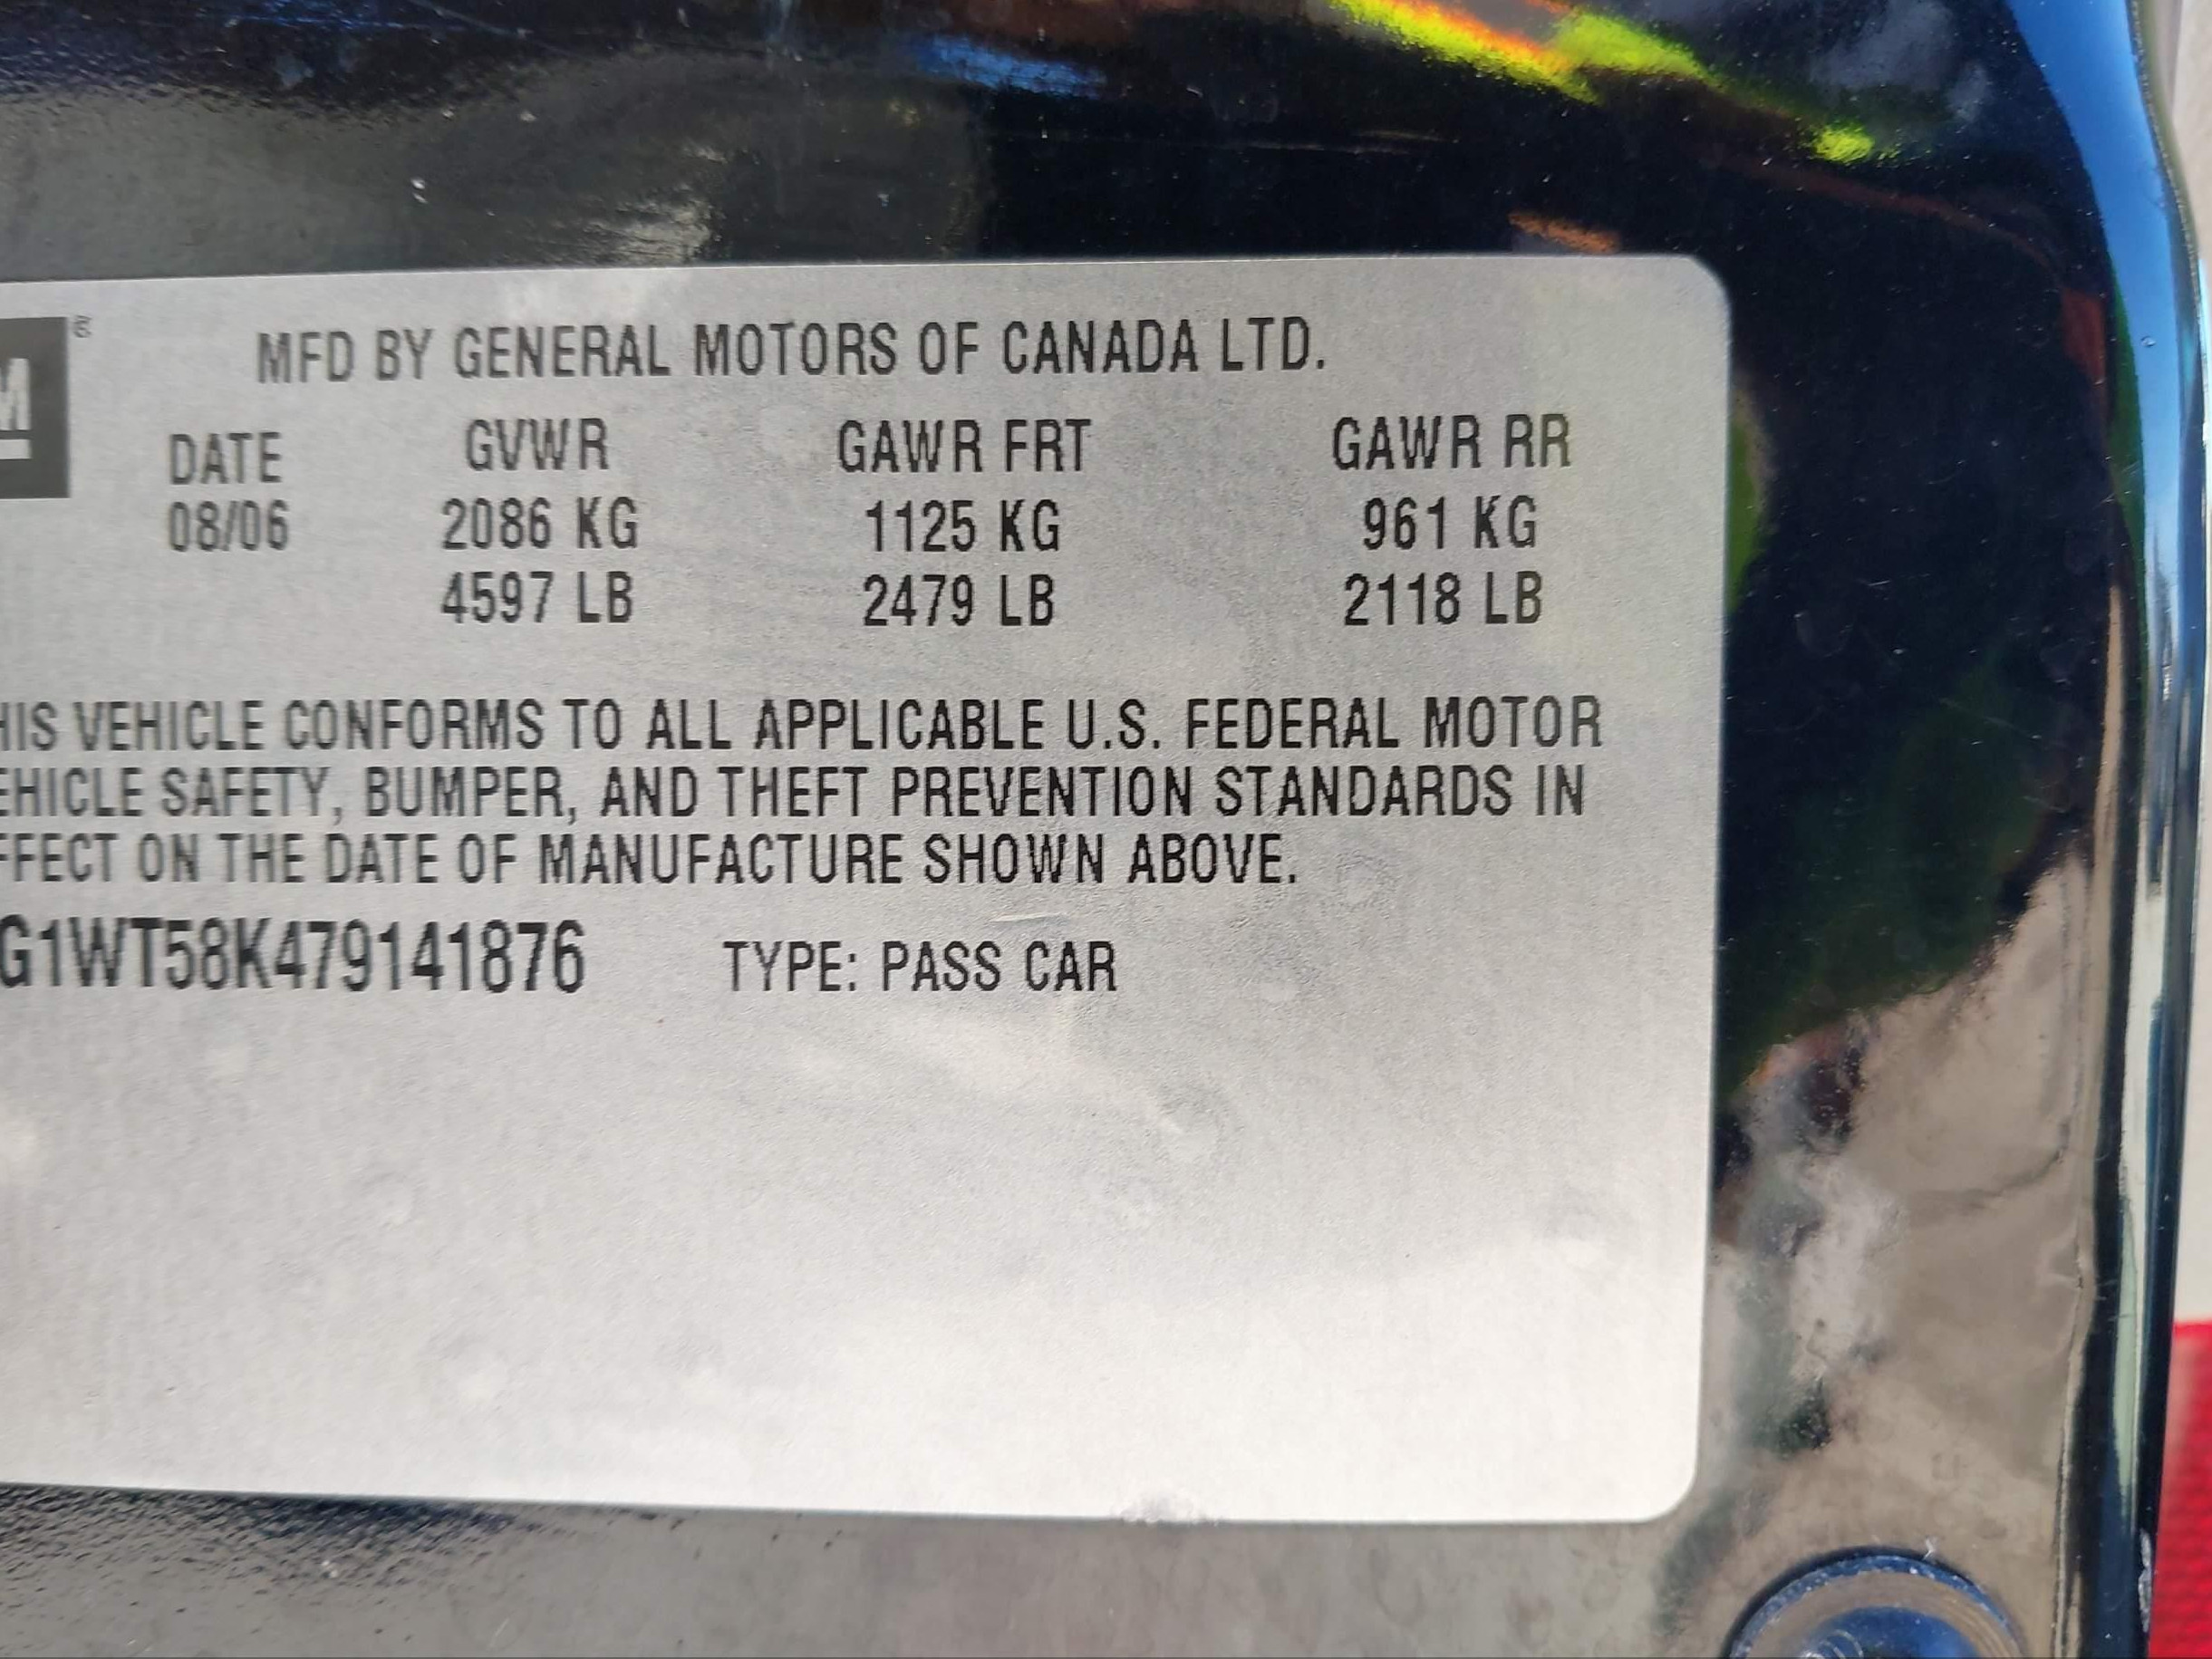 M ®
MFD BY GENERAL MOTORS OF CANADA LTD.
DATE GVWR GAWR FRT GAWR RR
08/06 2086 KG 1125 KG 961 KG
4597 LB 2479 LB 2118 LB
HIS VEHICLE CONFORMS TO ALL APPLICABLE U.S. FEDERAL MOTOR
EHICLE SAFETY, BUMPER, AND THEFT PREVENTION STANDARDS IN
FFECT ON THE DATE OF MANUFACTURE SHOWN ABOVE.
G1WT58K479141876 TYPE: PASS CAR